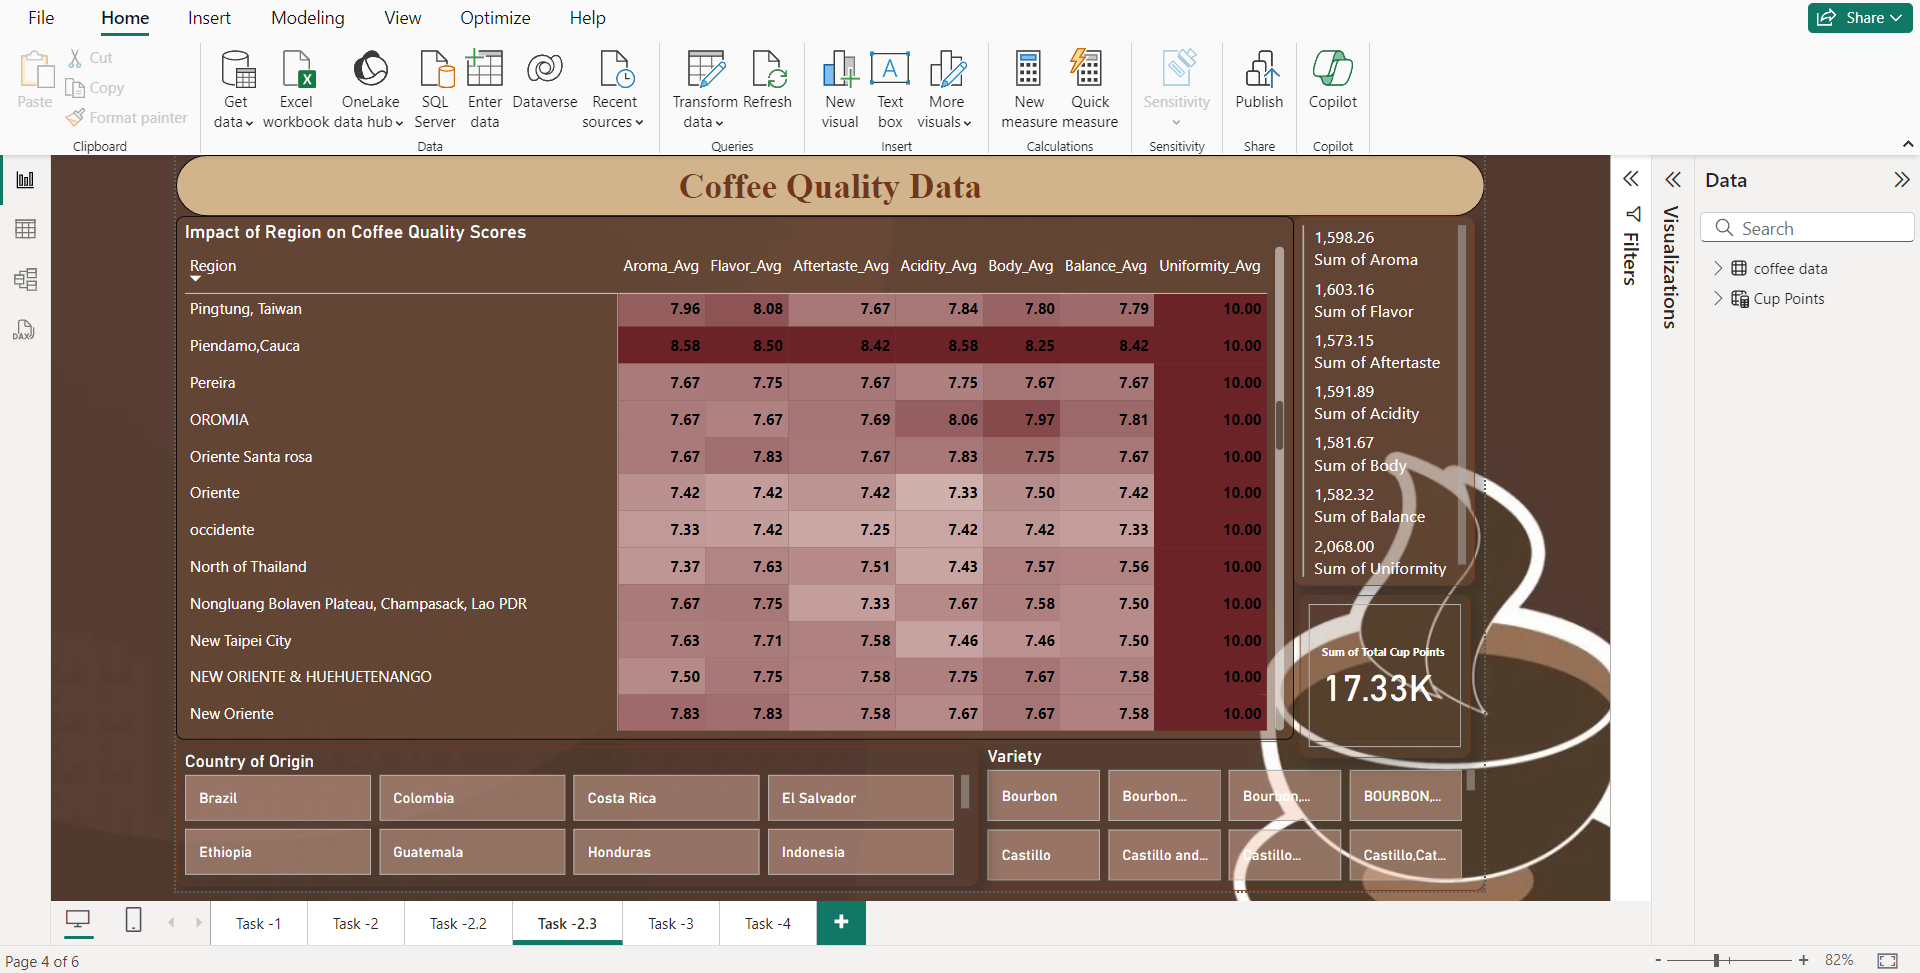 File Home Insert Modeling View Optimize Help Share
Paste Cut Copy Format painter
Get data Excel workbook OneLake data hub SQL Server Enter data Dataverse Recent sources Transform data Refresh New visual Text box More visuals New measure Quick measure Sensitivity Publish Copilot
Clipboard Data Queries Insert Calculations Sensitivity Share Copilot
Coffee Quality Data
Impact of Region on Coffee Quality Scores
Region Aroma_Avg Flavor_Avg Aftertaste_Avg Acidity_Avg Body_Avg Balance_Avg Uniformity_Avg
Pingtung, Taiwan 7.96 8.08 7.67 7.84 7.80 7.79 10.00
Piendamo,Cauca 8.58 8.50 8.42 8.58 8.25 8.42 10.00
Pereira 7.67 7.75 7.67 7.75 7.67 7.67 10.00
OROMIA 7.67 7.67 7.69 8.06 7.97 7.81 10.00
Oriente Santa rosa 7.67 7.83 7.67 7.83 7.75 7.67 10.00
Oriente 7.42 7.42 7.42 7.33 7.50 7.42 10.00
occidente 7.33 7.42 7.25 7.42 7.42 7.33 10.00
North of Thailand 7.37 7.63 7.51 7.43 7.57 7.56 10.00
Nongluang Bolaven Plateau, Champasack, Lao PDR 7.67 7.75 7.33 7.67 7.58 7.50 10.00
New Taipei City 7.63 7.71 7.58 7.46 7.46 7.50 10.00
NEW ORIENTE & HUEHUETENANGO 7.50 7.75 7.58 7.75 7.67 7.58 10.00
New Oriente 7.83 7.83 7.58 7.67 7.67 7.58 10.00
1,598.26
Sum of Aroma
1,603.16
Sum of Flavor
1,573.15
Sum of Aftertaste
1,591.89
Sum of Acidity
1,581.67
Sum of Body
1,582.32
Sum of Balance
2,068.00
Sum of Uniformity
Sum of Total Cup Points
17.33K
Country of Origin
Brazil Colombia Costa Rica El Salvador
Ethiopia Guatemala Honduras Indonesia
Variety
Bourbon Bourbon... Bourbon,... BOURBON,...
Castillo Castillo and... Castillo... Castillo,Cat...
Filters
Visualizations
Data
Search
coffee data
Cup Points
DAX
Task -1 Task -2 Task -2.2 Task -2.3 Task -3 Task -4 +
Page 4 of 6 - + 82%